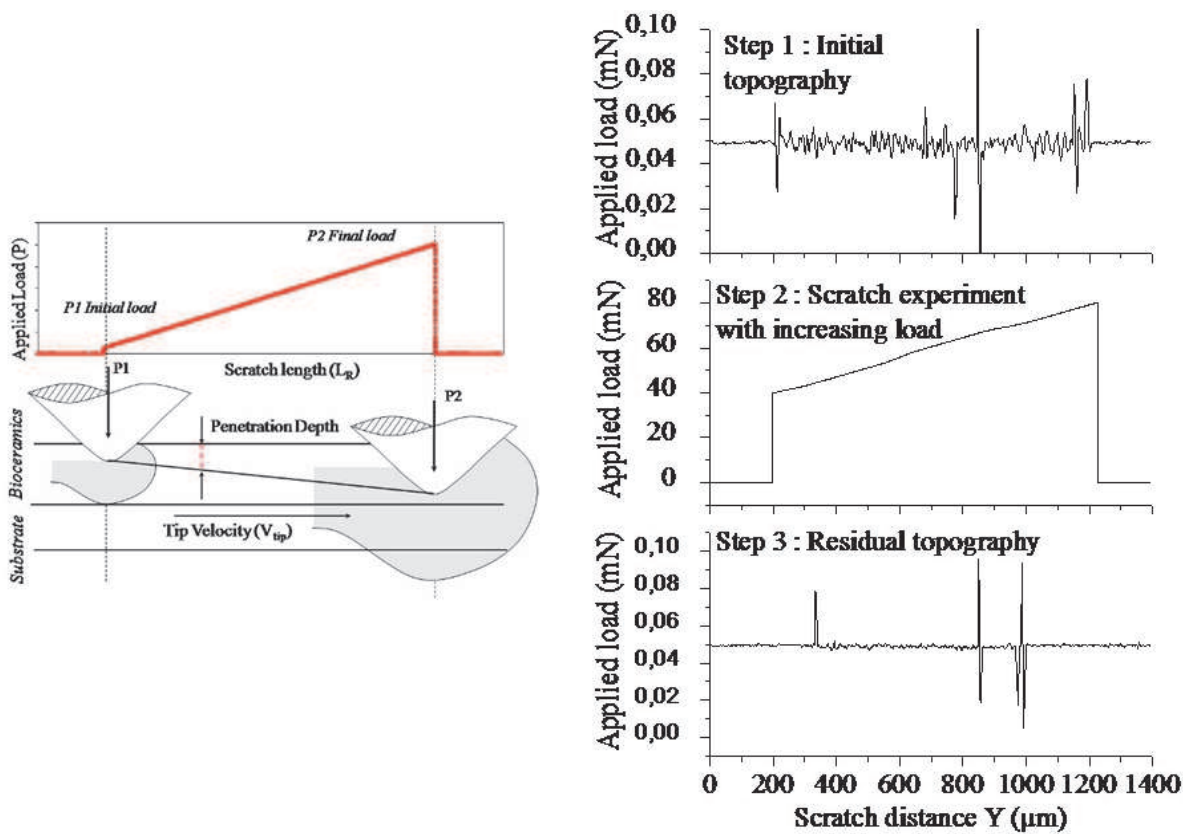 Applied Load (P)
P2 Final load
P1 Initial load
P1
Scratch length (L_R)
P2
Penetration Depth
Bioceramics
Tip Velocity (V_tip)
Substrate
Applied load (mN)
0,10
0,08
0,06
0,04
0,02
0,00
Step 1 : Initial
topography
Applied load (mN)
80
60
40
20
0
Step 2 : Scratch experiment
with increasing load
Applied load (mN)
0,10
0,08
0,06
0,04
0,02
0,00
Step 3 : Residual topography
0 200 400 600 800 1000 1200 1400
Scratch distance Y (μm)